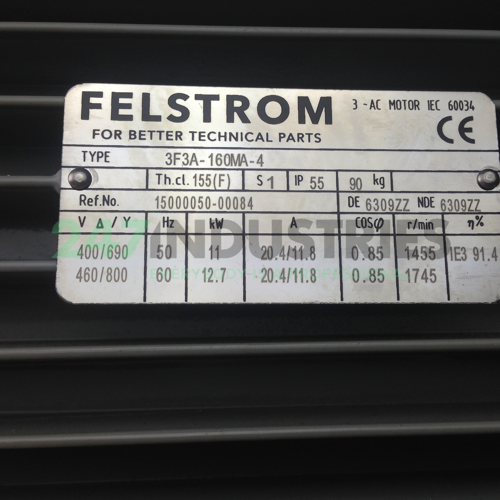 FELSTROM 3 - AC MOTOR IEC 60034
FOR BETTER TECHNICAL PARTS CE
TYPE 3F3A-160MA-4
Th.cl. 155(F) S1 IP 55 90 kg
Ref.No. 15000050-00084 DE 6309ZZ NDE 6309ZZ
V Δ/Y Hz kW A COSφ r/min η%
400/690 50 11 20.4/11.8 0.85 1455 IE3 91.4
460/800 60 12.7 20.4/11.8 0.85 1745
247INDUSTRIES